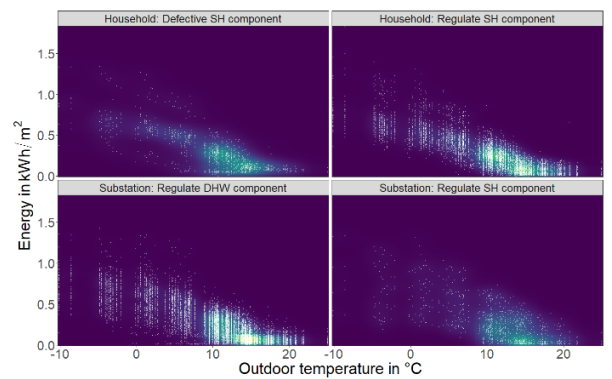 Household: Defective SH component
Household: Regulate SH component
1.5
1.0
0.5
0.0
Substation: Regulate DHW component
Substation: Regulate SH component
1.5
1.0
0.5
0.0
Energy in kWh/m²
-10
0
10
20
-10
0
10
20
Outdoor temperature in °C